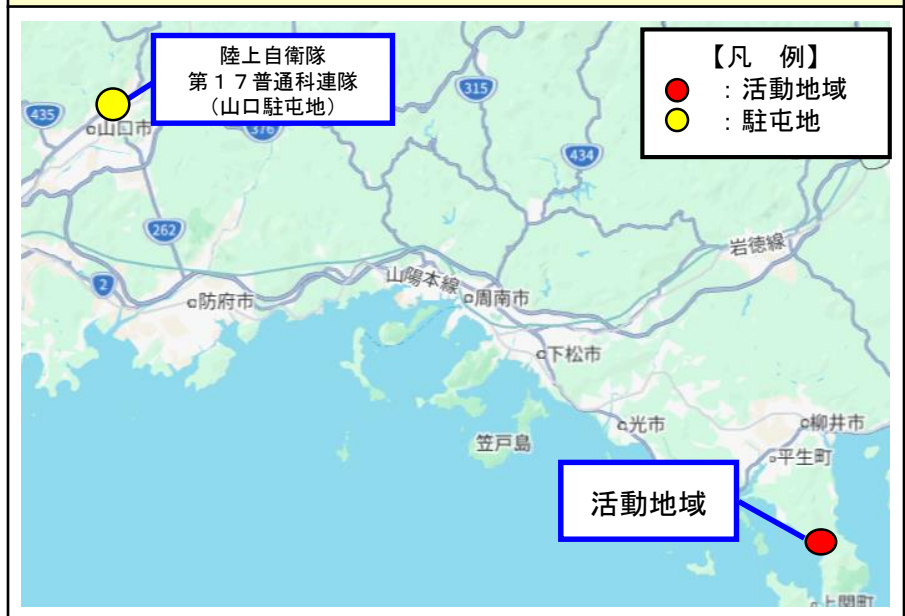 陸上自衛隊
第１７普通科連隊
（山口駐屯地）
【凡　例】
：活動地域
：駐屯地
315
435
山口市
376
434
262
岩徳線
2
山陽本線
防府市
周南市
下松市
光市
柳井市
笠戸島
平生町
活動地域
上関町